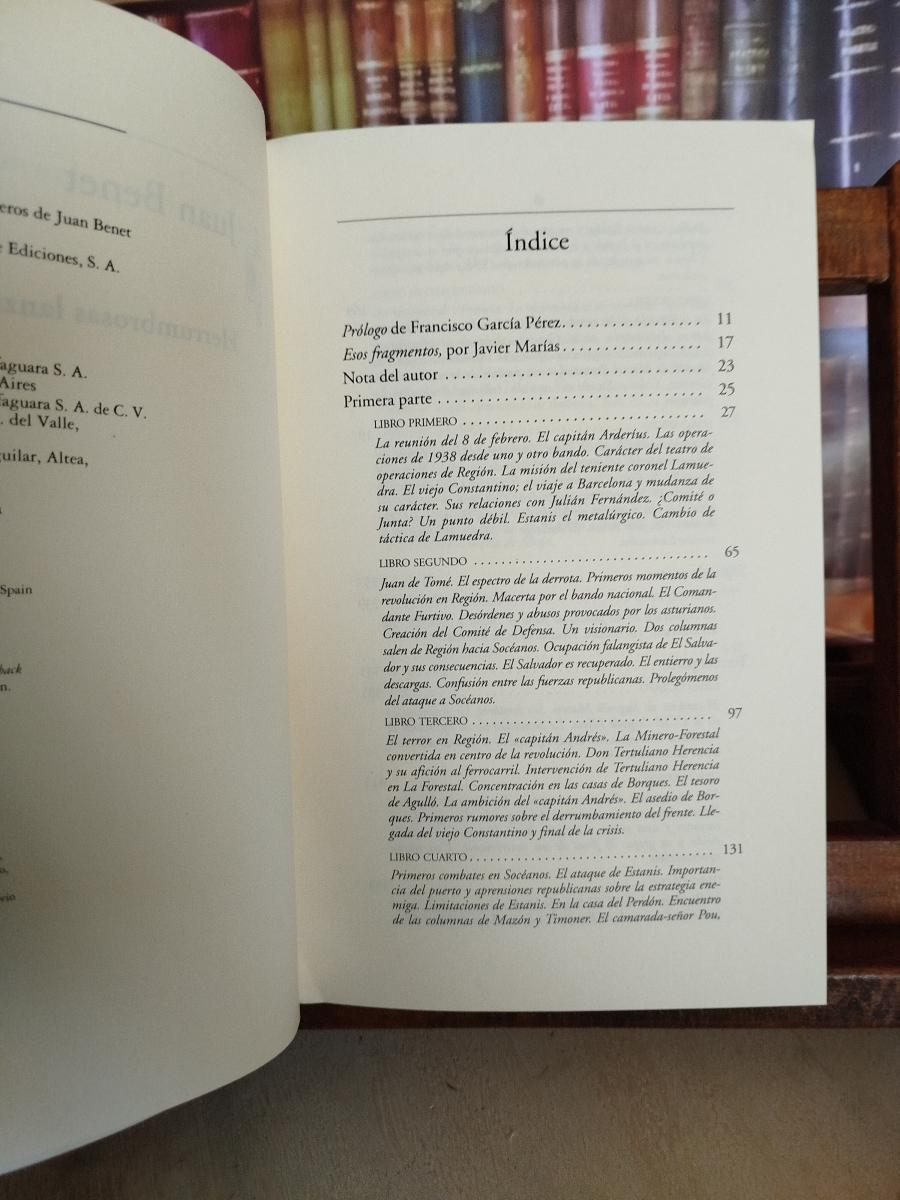 eros de Juan Benet
Ediciones, S. A.
aguara S. A.
Aires
aguara S. A. de C. V.
. del Valle,
uilar, Altea,
Spain
back
n.
Juan Benet
Herrumbrosas lanz
Índice
Prólogo de Francisco García Pérez. . . . . . . . . . . . . . . . . 11
Esos fragmentos, por Javier Marías . . . . . . . . . . . . . . . . . 17
Nota del autor . . . . . . . . . . . . . . . . . . . . . . . . . . . . . . . 23
Primera parte . . . . . . . . . . . . . . . . . . . . . . . . . . . . . . . . 25
LIBRO PRIMERO . . . . . . . . . . . . . . . . . . . . . . . . . . . . . . 27
La reunión del 8 de febrero. El capitán Arderíus. Las opera-
ciones de 1938 desde uno y otro bando. Carácter del teatro de
operaciones de Región. La misión del teniente coronel Lamue-
dra. El viejo Constantino; el viaje a Barcelona y mudanza de
su carácter. Sus relaciones con Julián Fernández. ¿Comité o
Junta? Un punto débil. Estanis el metalúrgico. Cambio de
táctica de Lamuedra.
LIBRO SEGUNDO . . . . . . . . . . . . . . . . . . . . . . . . . . . . . 65
Juan de Tomé. El espectro de la derrota. Primeros momentos de la
revolución en Región. Macerta por el bando nacional. El Coman-
dante Furtivo. Desórdenes y abusos provocados por los asturianos.
Creación del Comité de Defensa. Un visionario. Dos columnas
salen de Región hacia Socéanos. Ocupación falangista de El Salva-
dor y sus consecuencias. El Salvador es recuperado. El entierro y las
descargas. Confusión entre las fuerzas republicanas. Prolegómenos
del ataque a Socéanos.
LIBRO TERCERO . . . . . . . . . . . . . . . . . . . . . . . . . . . . . 97
El terror en Región. El «capitán Andrés». La Minero-Forestal
convertida en centro de la revolución. Don Tertuliano Herencia
y su afición al ferrocarril. Intervención de Tertuliano Herencia
en La Forestal. Concentración en las casas de Borques. El tesoro
de Agulló. La ambición del «capitán Andrés». El asedio de Bor-
ques. Primeros rumores sobre el derrumbamiento del frente. Lle-
gada del viejo Constantino y final de la crisis.
LIBRO CUARTO . . . . . . . . . . . . . . . . . . . . . . . . . . . . . . 131
Primeros combates en Socéanos. El ataque de Estanis. Importan-
cia del puerto y aprensiones republicanas sobre la estrategia ene-
miga. Limitaciones de Estanis. En la casa del Perdón. Encuentro
de las columnas de Mazón y Timoner. El camarada-señor Pou,